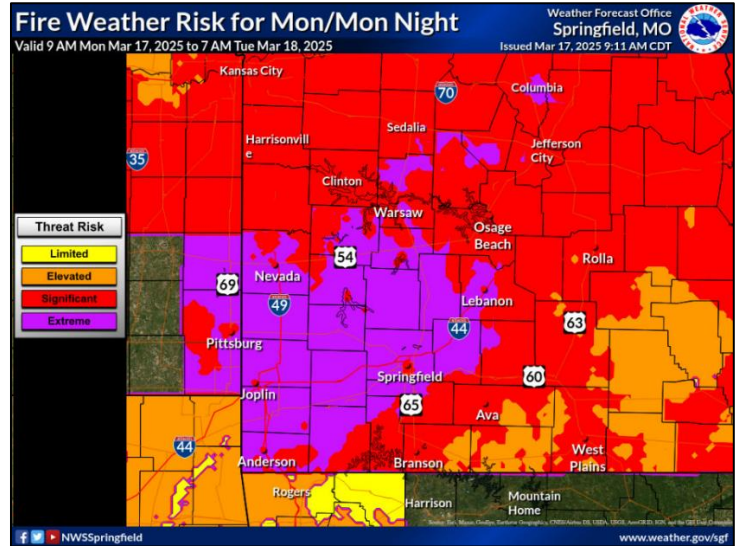 Fire Weather Risk for Mon/Mon Night
Valid 9 AM Mon Mar 17, 2025 to 7 AM Tue Mar 18, 2025
Weather Forecast Office
Springfield, MO
Issued Mar 17, 2025 9:11 AM CDT
Kansas City
70
Columbia
Sedalia
Harrisonvill
e
Jefferson
City
35
Clinton
Warsaw
Osage
Beach
Threat Risk
Limited
Elevated
Significant
Extreme
54
Rolla
Nevada
69
49
Lebanon
44
63
Pittsburg
Springfield
60
Joplin
65
Ava
44
Anderson
Branson
West
Plains
Rogers
Harrison
Mountain
Home
NWSSpringfield
www.weather.gov/sgf